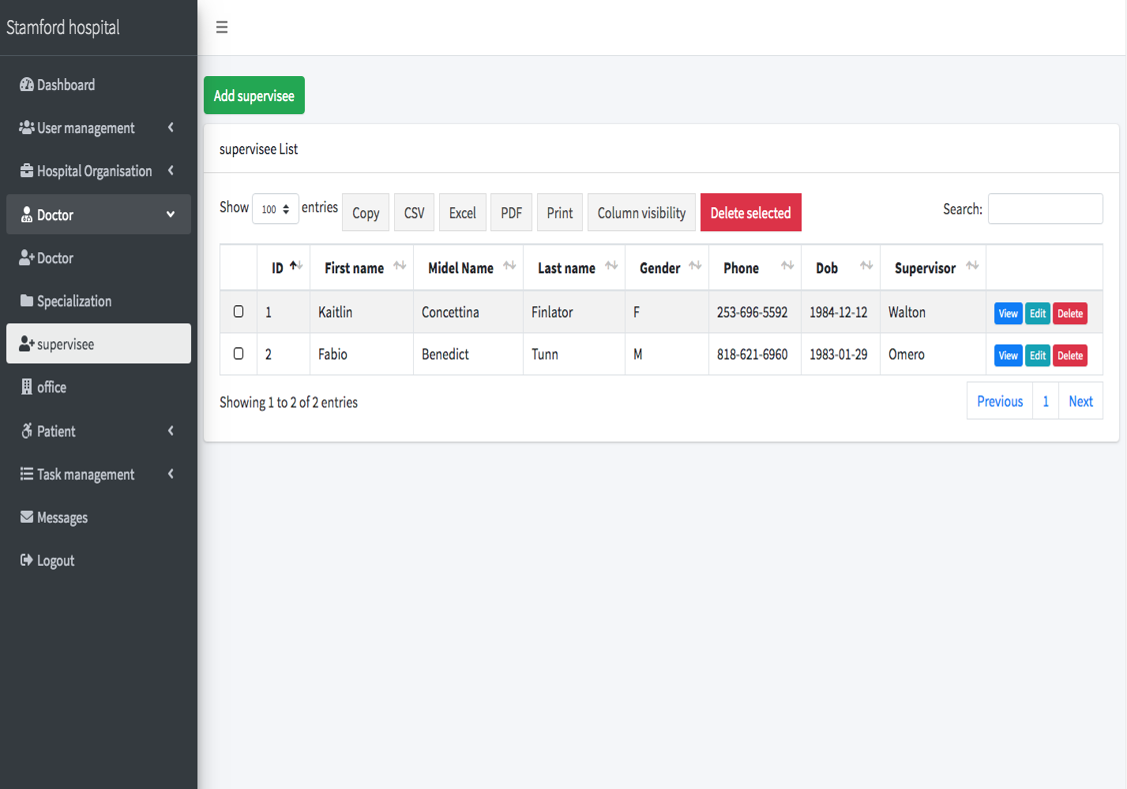 Stamford hospital
Dashboard
User management
Hospital Organisation
Doctor
Doctor
Specialization
supervisee
office
Patient
Task management
Messages
Logout
Add supervisee
supervisee List
Show 100 entries Copy CSV Excel PDF Print Column visibility Delete selected Search:
ID First name Midel Name Last name Gender Phone Dob Supervisor
1 Kaitlin Concettina Finlator F 253-696-5592 1984-12-12 Walton View Edit Delete
2 Fabio Benedict Tunn M 818-621-6960 1983-01-29 Omero View Edit Delete
Showing 1 to 2 of 2 entries Previous 1 Next